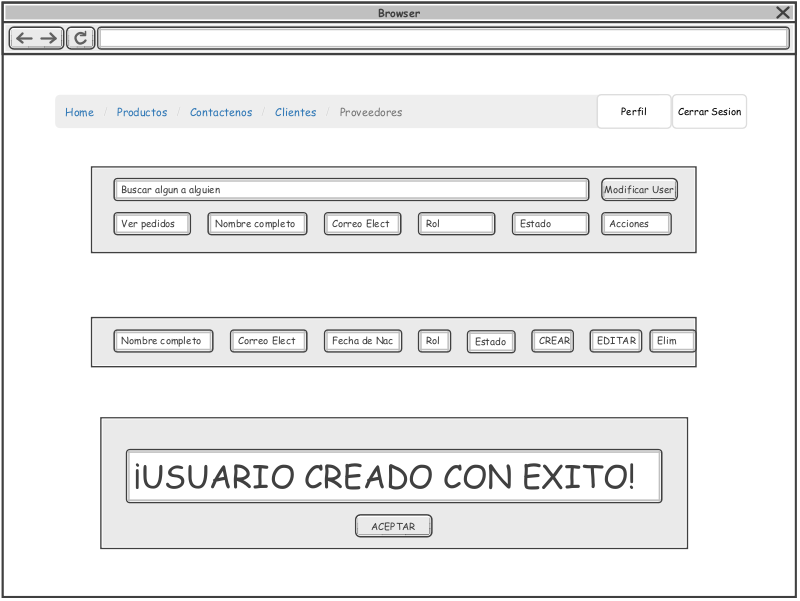 Browser
Home / Productos / Contactenos / Clientes / Proveedores Perfil Cerrar Sesion
Buscar algun a alguien Modificar User
Ver pedidos Nombre completo Correo Elect Rol Estado Acciones
Nombre completo Correo Elect Fecha de Nac Rol Estado CREAR EDITAR Elim
¡USUARIO CREADO CON EXITO!
ACEPTAR